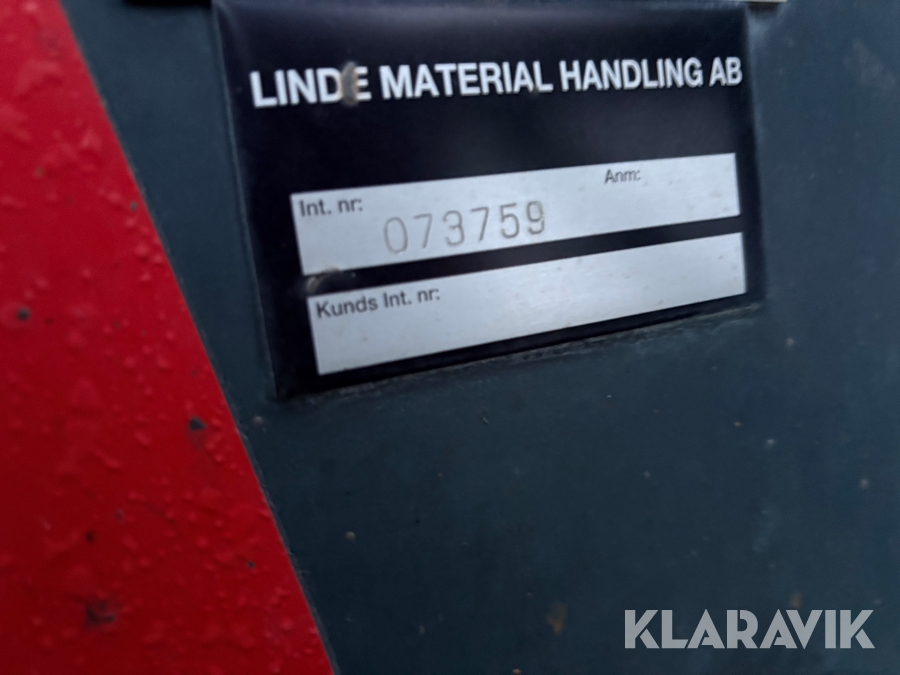 LINDE MATERIAL HANDLING AB
Int. nr: 073759 Anm:
Kunds Int. nr:
KLARAVIK